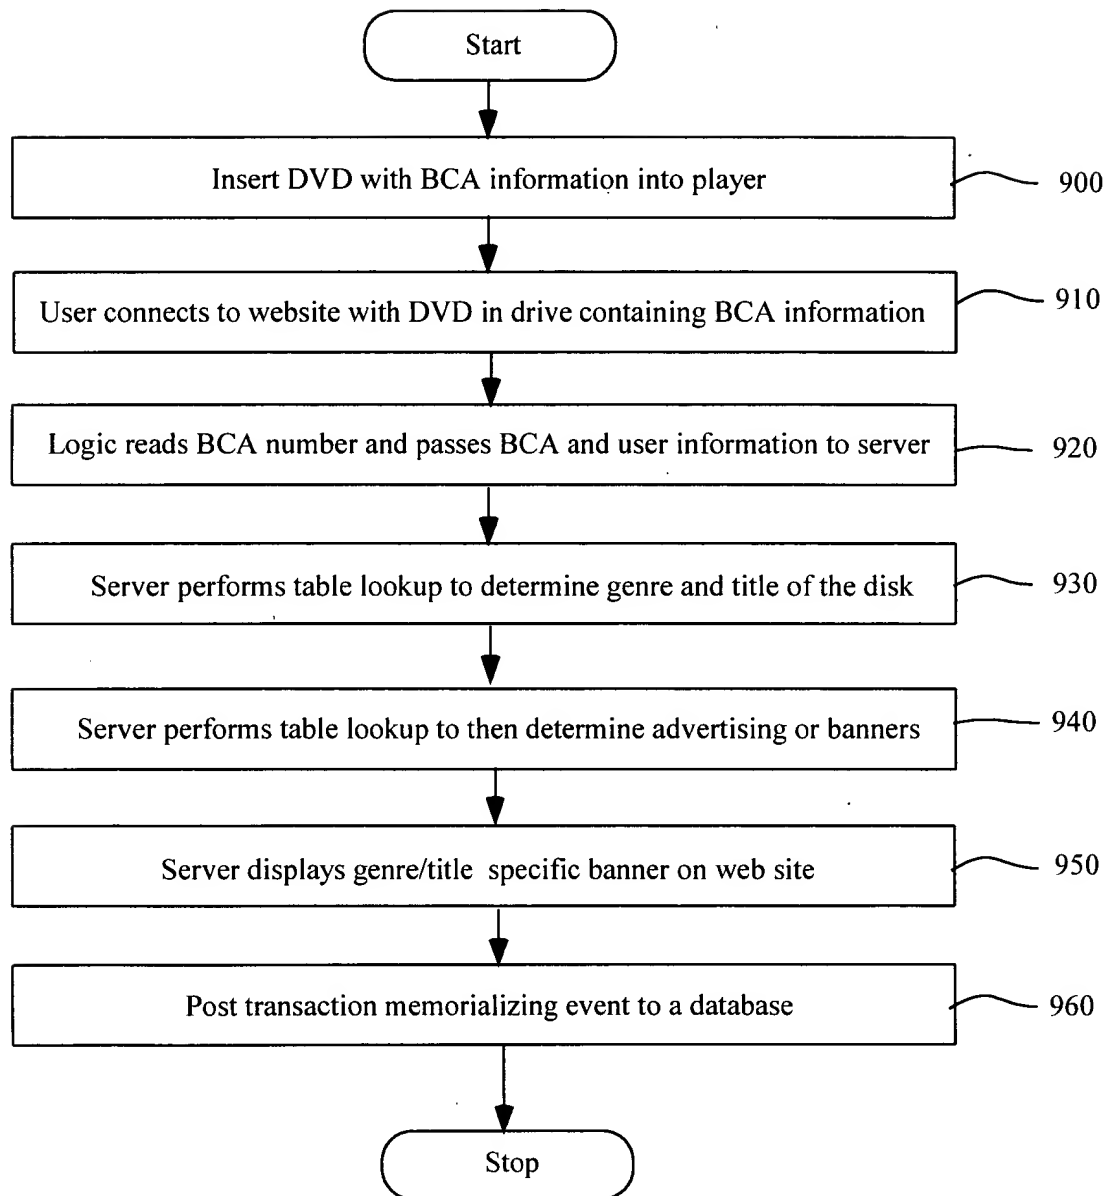 Start
Insert DVD with BCA information into player
900
User connects to website with DVD in drive containing BCA information
910
Logic reads BCA number and passes BCA and user information to server
920
Server performs table lookup to determine genre and title of the disk
930
Server performs table lookup to then determine advertising or banners
940
Server displays genre/title specific banner on web site
950
Post transaction memorializing event to a database
960
Stop